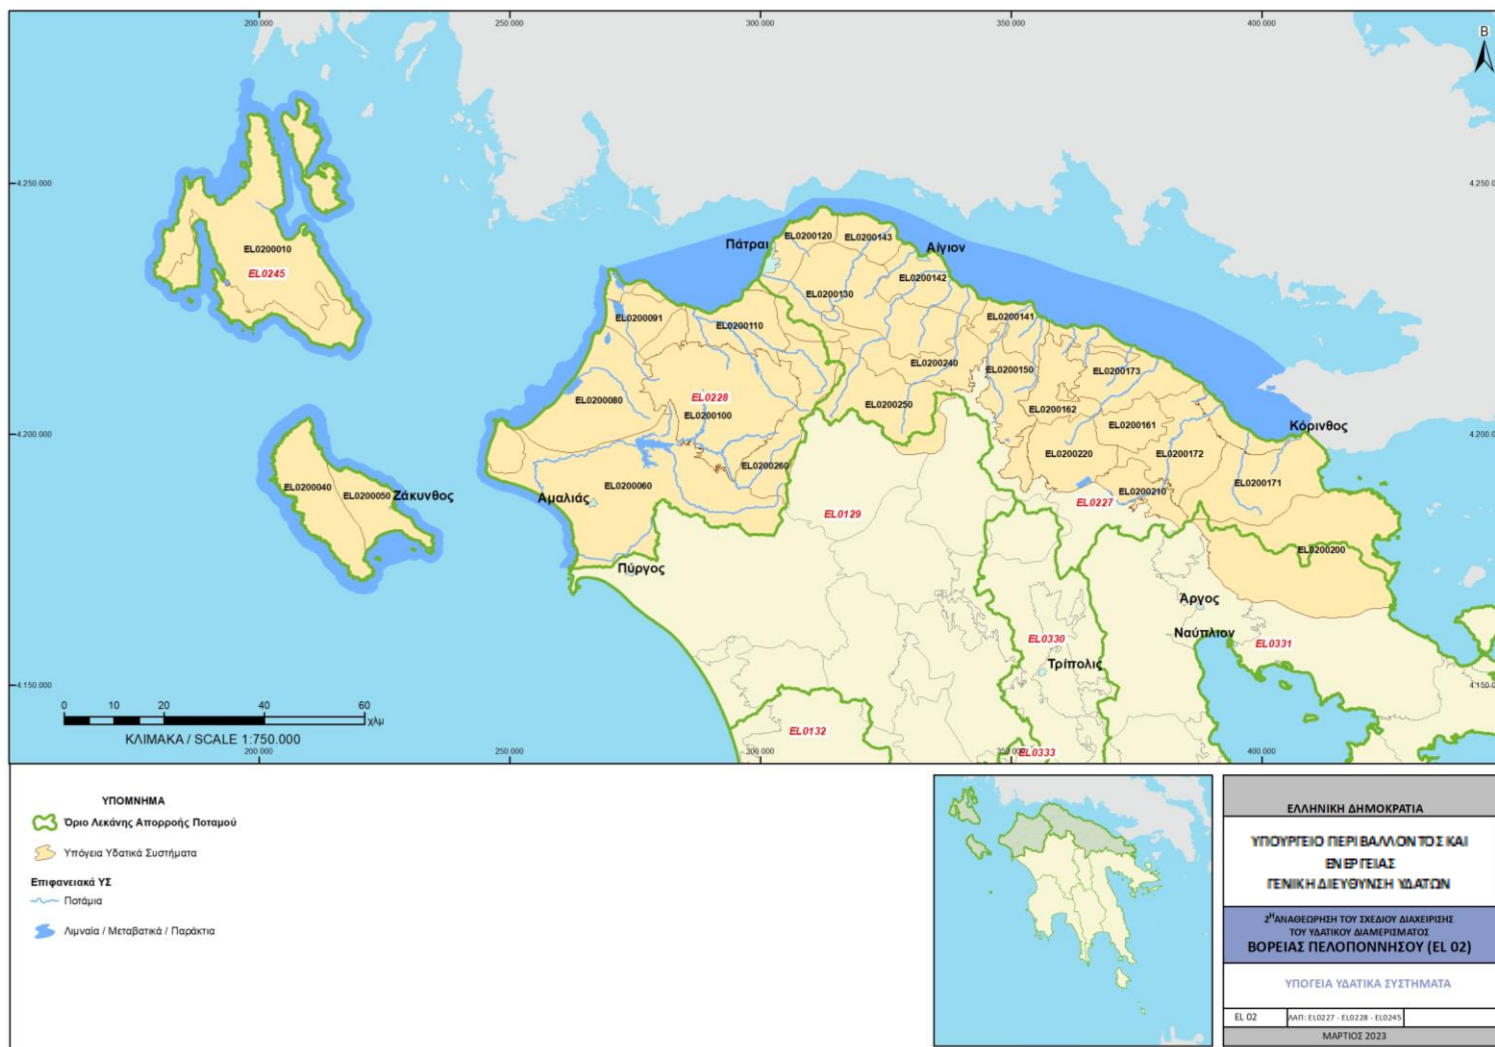 200.000
250.000
300.000
350.000
400.000
B
4.250.000
4.250.000
EL0200010
EL0245
Πάτραι
EL0200120
EL0200143
Αίγιον
EL0200142
EL0200130
EL0200091
EL0200110
EL0200141
EL0200240
EL0200150
EL0200173
EL0228
EL0200080
EL0200100
EL0200250
EL0200162
EL0200161
Κόρινθος
4.200.000
4.200.000
EL0200220
EL0200172
EL0200260
EL0200040
EL0200050
Ζάκυνθος
EL0200060
Αμαλιάς
EL0200171
EL0200210
EL0227
EL0129
EL0200200
Πύργος
Άργος
Ναύπλιον
EL0331
EL0330
Τρίπολις
4.150.000
4.150.000
0 10 20 40 60
χλμ
ΚΛΙΜΑΚΑ / SCALE 1:750.000
EL0132
EL0333
200.000
250.000
300.000
350.000
400.000
ΥΠΟΜΝΗΜΑ
Όριο Λεκάνης Απορροής Ποταμού
Υπόγεια Υδατικά Συστήματα
Επιφανειακά ΥΣ
Ποτάμια
Λιμναία / Μεταβατικά / Παράκτια
ΕΛΛΗΝΙΚΗ ΔΗΜΟΚΡΑΤΙΑ
ΥΠΟΥΡΓΕΙΟ ΠΕΡΙΒΑΛΛΟΝΤΟΣ ΚΑΙ
ΕΝΕΡΓΕΙΑΣ
ΓΕΝΙΚΗ ΔΙΕΥΘΥΝΣΗ ΥΔΑΤΩΝ
2Η ΑΝΑΘΕΩΡΗΣΗ ΤΟΥ ΣΧΕΔΙΟΥ ΔΙΑΧΕΙΡΙΣΗΣ
ΤΟΥ ΥΔΑΤΙΚΟΥ ΔΙΑΜΕΡΙΣΜΑΤΟΣ
ΒΟΡΕΙΑΣ ΠΕΛΟΠΟΝΝΗΣΟΥ (EL 02)
ΥΠΟΓΕΙΑ ΥΔΑΤΙΚΑ ΣΥΣΤΗΜΑΤΑ
EL 02
ΛΑΠ: EL0227 - EL0228 - EL0245
ΜΑΡΤΙΟΣ 2023